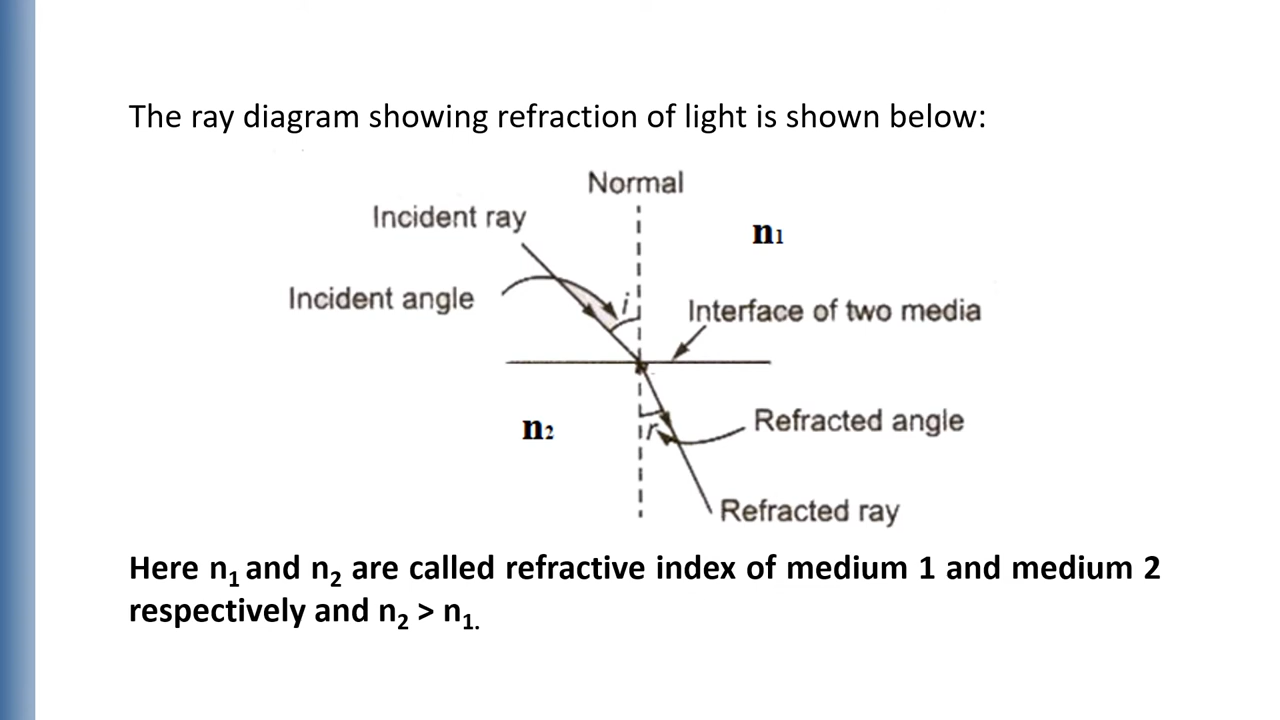 The ray diagram showing refraction of light is shown below:
Normal
Incident ray
n₁
Incident angle
i
Interface of two media
n₂
r
Refracted angle
Refracted ray
Here n₁ and n₂ are called refractive index of medium 1 and medium 2
respectively and n₂ > n₁.